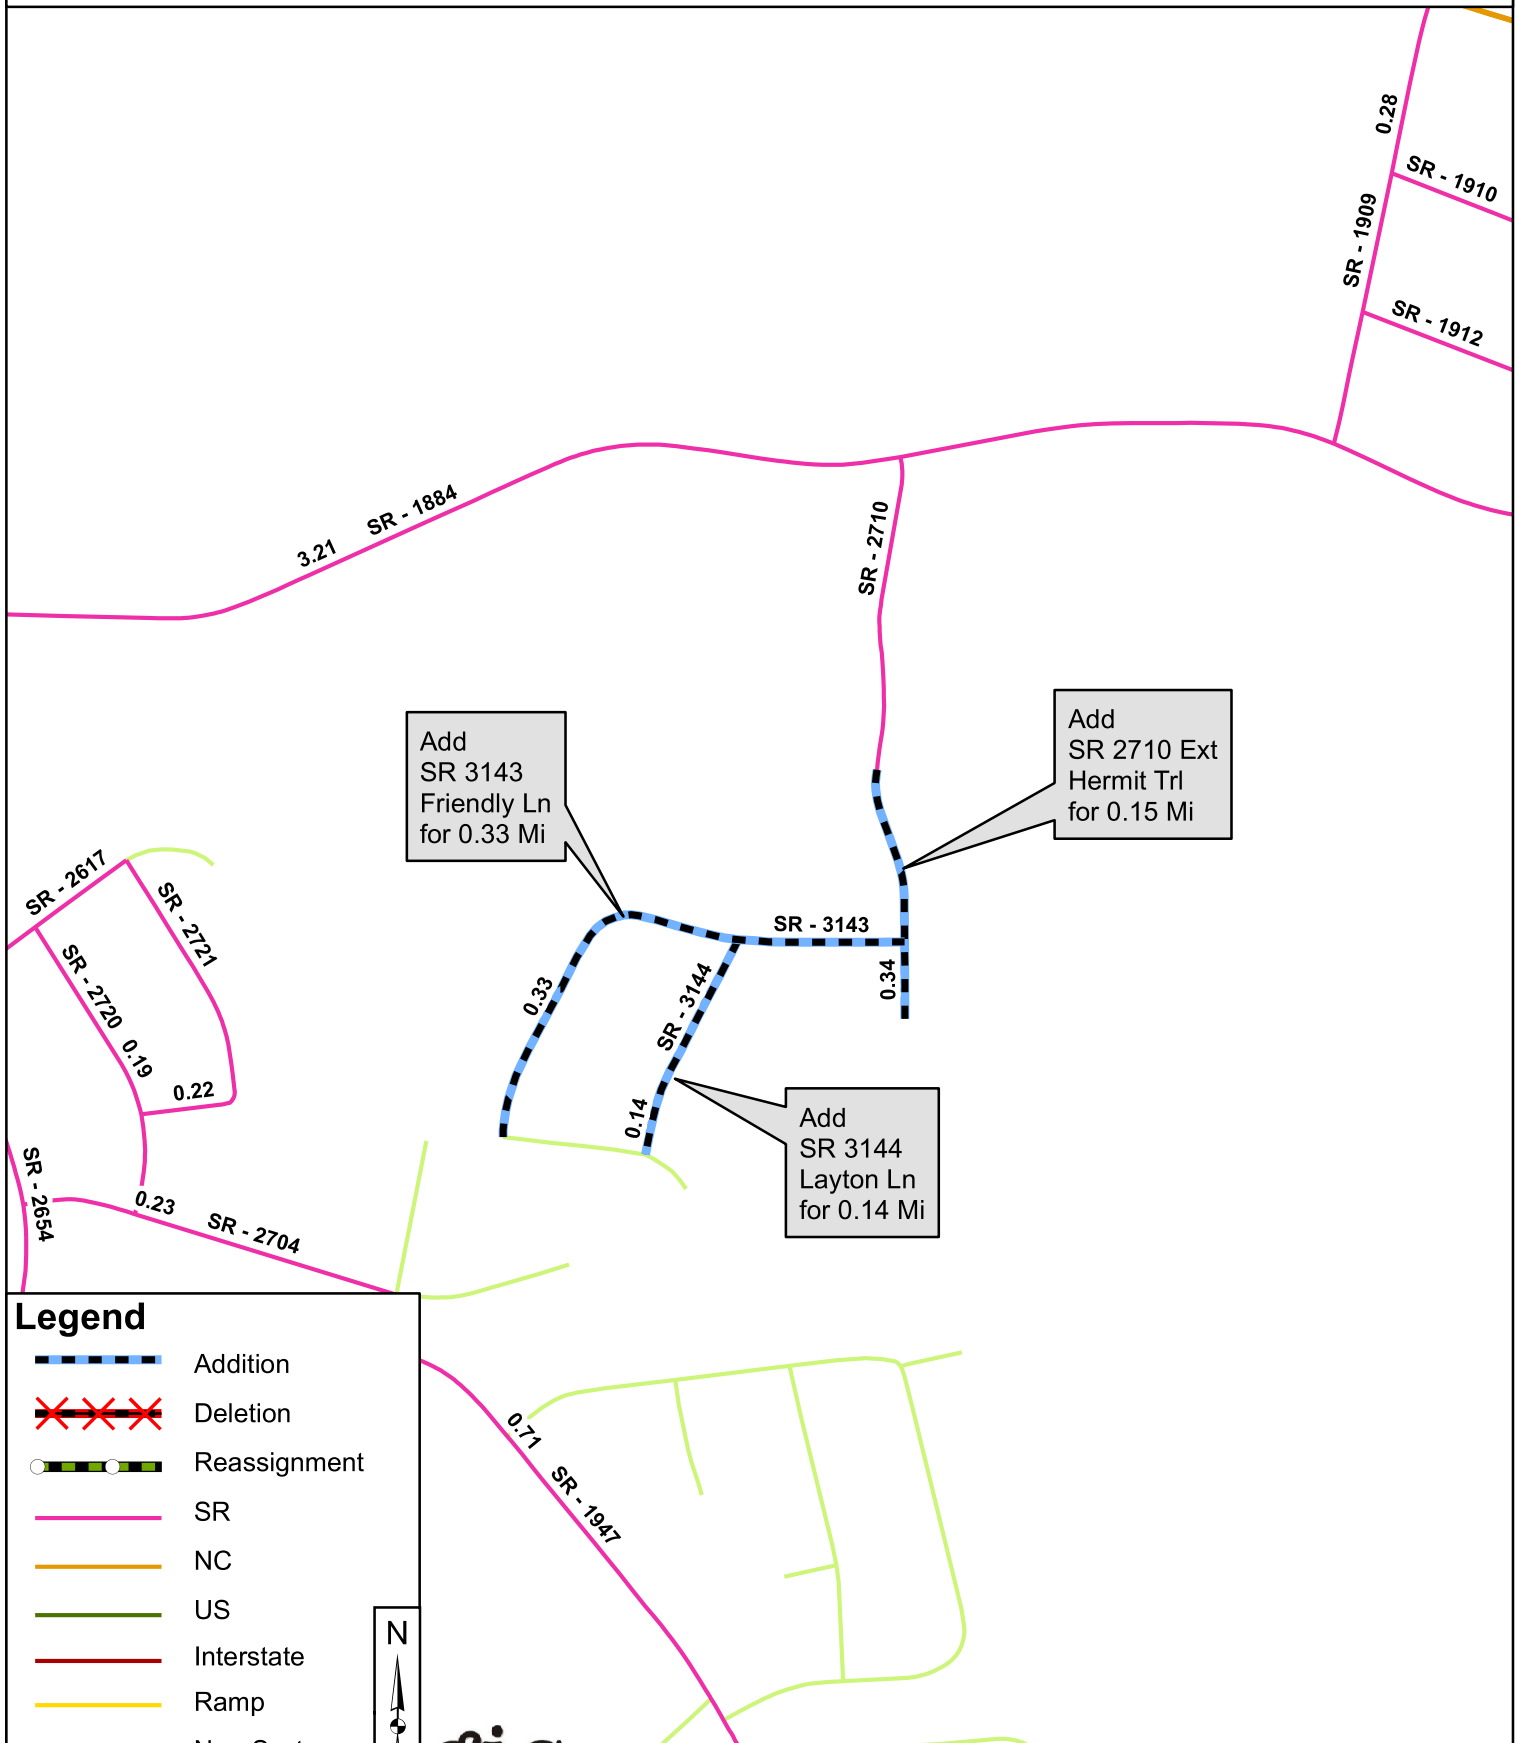 0.28
SR - 1910
SR - 1909
SR - 1912
SR - 1884
3.21
SR - 2710
Add
SR 2710 Ext
Hermit Trl
for 0.15 Mi
Add
SR 3143
Friendly Ln
for 0.33 Mi
SR - 2617
SR - 2721
SR - 3143
SR - 2720
0.19
0.22
0.33
SR - 3144
0.34
0.14
Add
SR 3144
Layton Ln
for 0.14 Mi
SR - 2654
0.23
SR - 2704
Legend
Addition
Deletion
Reassignment
SR
NC
US
Interstate
Ramp
N
0.71
SR - 1947